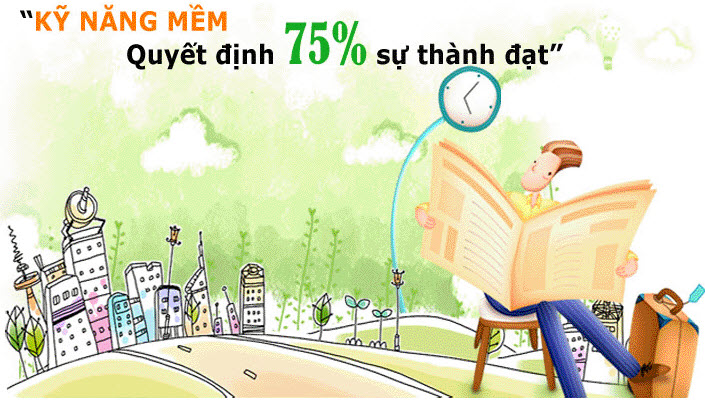 “KỸ NĂNG MỀM
Quyết định 75% sự thành đạt”